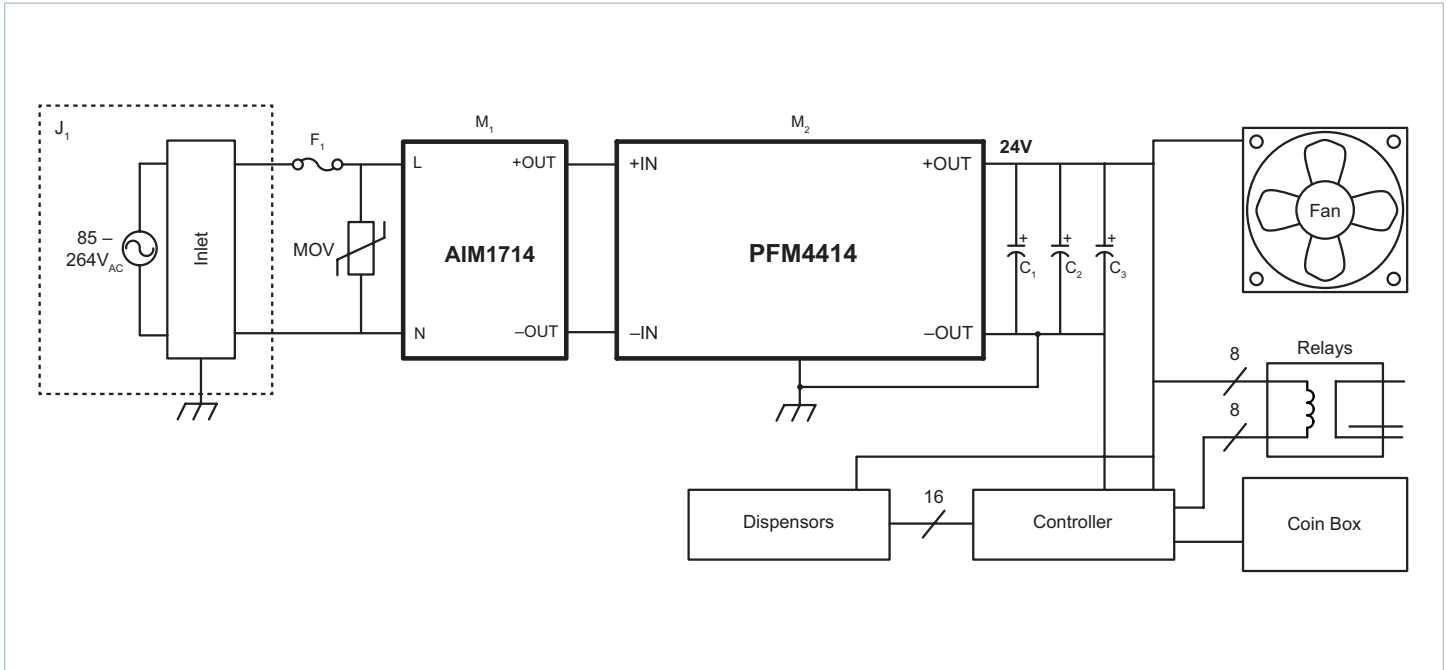 J1
85 –
264VAC
Inlet
F1
MOV
M1
L
+OUT
AIM1714
N
–OUT
M2
+IN
+OUT
PFM4414
–IN
–OUT
24V
+
C1
+
C2
+
C3
Fan
Relays
8
8
Dispensors
16
Controller
Coin Box